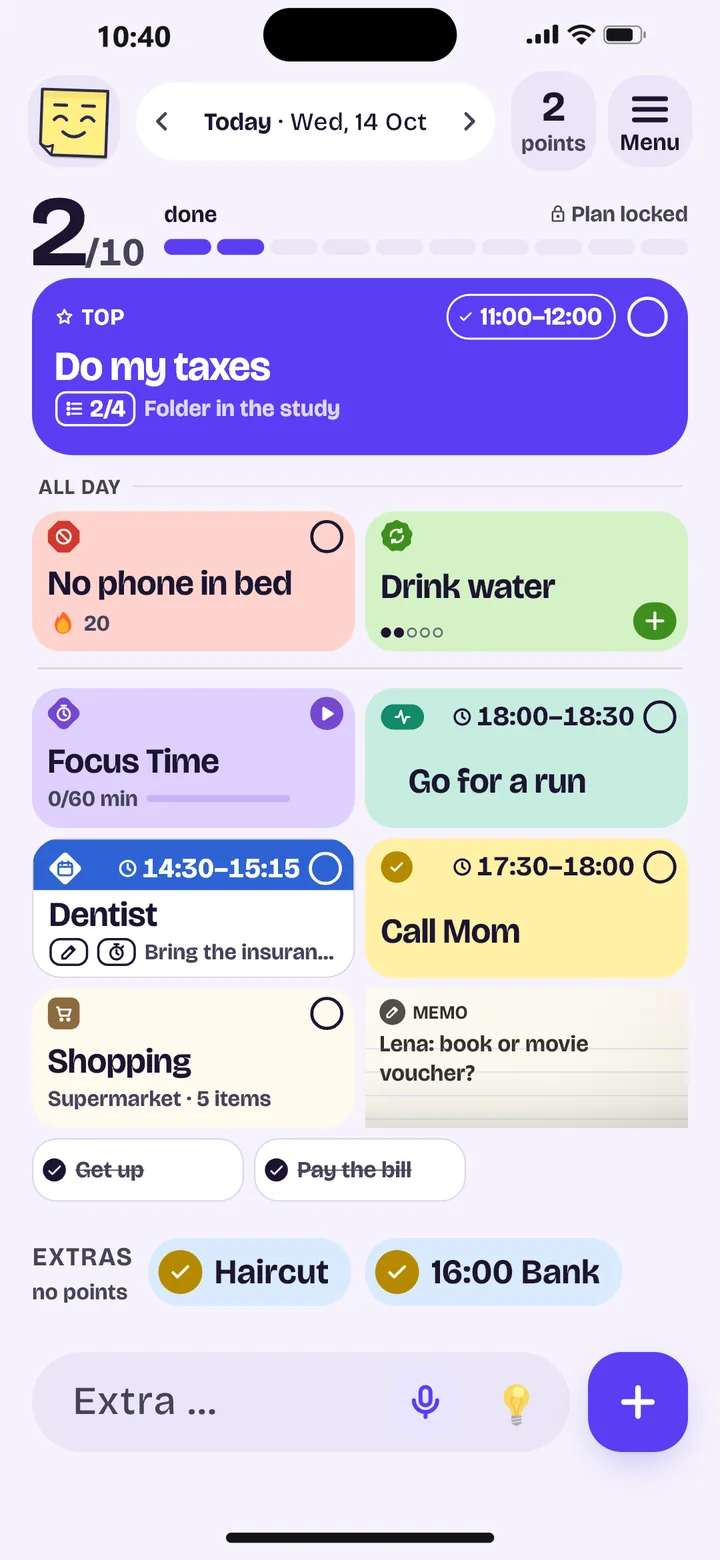 10:40
Today · Wed, 14 Oct
2
points
Menu
2/10
done
Plan locked
TOP
11:00–12:00
Do my taxes
2/4 Folder in the study
ALL DAY
No phone in bed
20
Drink water
Focus Time
0/60 min
18:00–18:30
Go for a run
14:30–15:15
Dentist
Bring the insuran...
17:30–18:00
Call Mom
Shopping
Supermarket · 5 items
MEMO
Lena: book or movie
voucher?
Get up
Pay the bill
EXTRAS
no points
Haircut
16:00 Bank
Extra ...